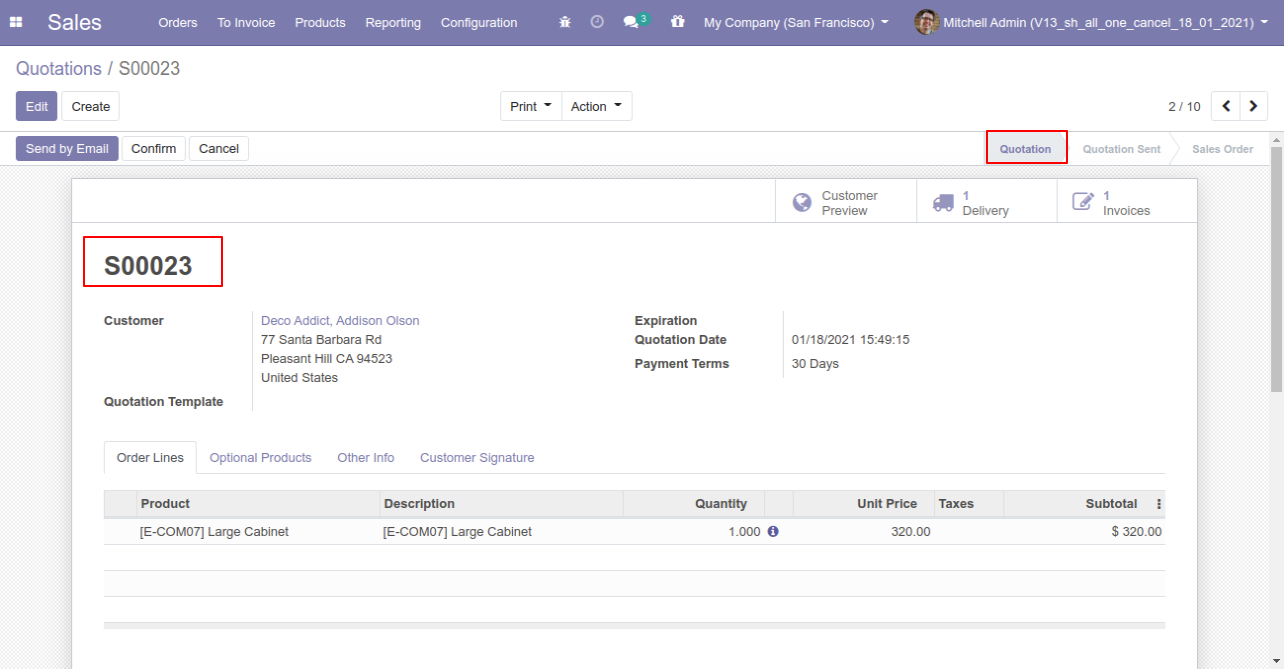 Sales Orders To Invoice Products Reporting Configuration 3 My Company (San Francisco) Mitchell Admin (V13_sh_all_one_cancel_18_01_2021)
Quotations / S00023
Edit Create Print Action 2 / 10
Send by Email Confirm Cancel Quotation Quotation Sent Sales Order
Customer Preview
1 Delivery
1 Invoices
S00023
Customer
Deco Addict, Addison Olson
77 Santa Barbara Rd
Pleasant Hill CA 94523
United States
Quotation Template
Expiration
Quotation Date 01/18/2021 15:49:15
Payment Terms 30 Days
Order Lines Optional Products Other Info Customer Signature
Product Description Quantity Unit Price Taxes Subtotal
[E-COM07] Large Cabinet [E-COM07] Large Cabinet 1.000 320.00 $ 320.00